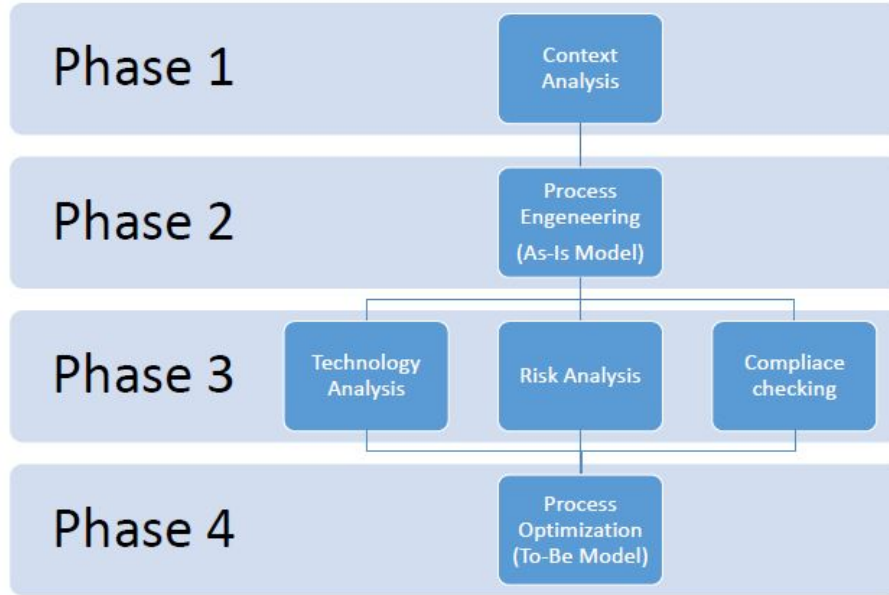 Phase 1
Context
Analysis
Phase 2
Process
Engeneering
(As-Is Model)
Phase 3
Technology
Analysis
Risk Analysis
Compliace
checking
Phase 4
Process
Optimization
(To-Be Model)